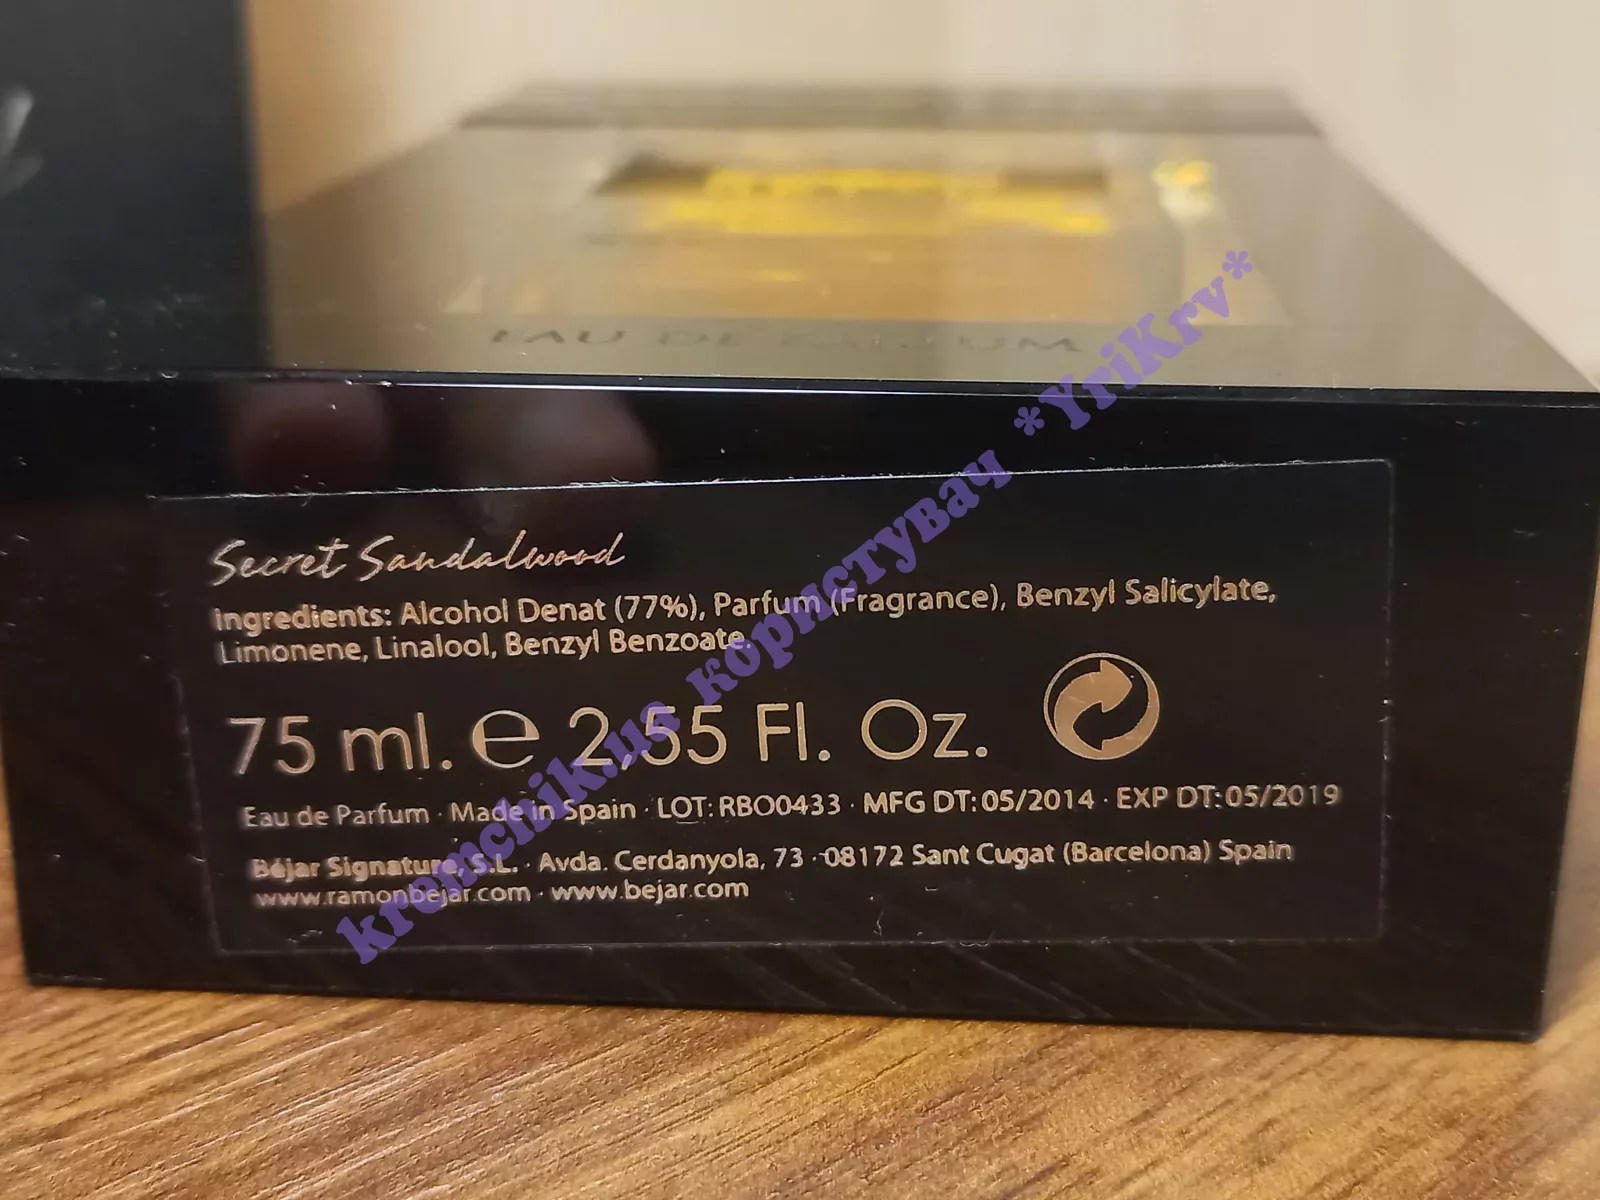 EAU DE PARFUM
Secret Sandalwood
Ingredients: Alcohol Denat (77%), Parfum (Fragrance), Benzyl Salicylate,
Limonene, Linalool, Benzyl Benzoate.
75 ml. e 2,55 Fl. Oz.
Eau de Parfum · Made in Spain · LOT: RBO0433 · MFG DT: 05/2014 · EXP DT: 05/2019
Béjar Signature, S.L. · Avda. Cerdanyola, 73 · 08172 Sant Cugat (Barcelona) Spain
www.ramonbejar.com · www.bejar.com
kremchik.ua користувач *YriKrv*